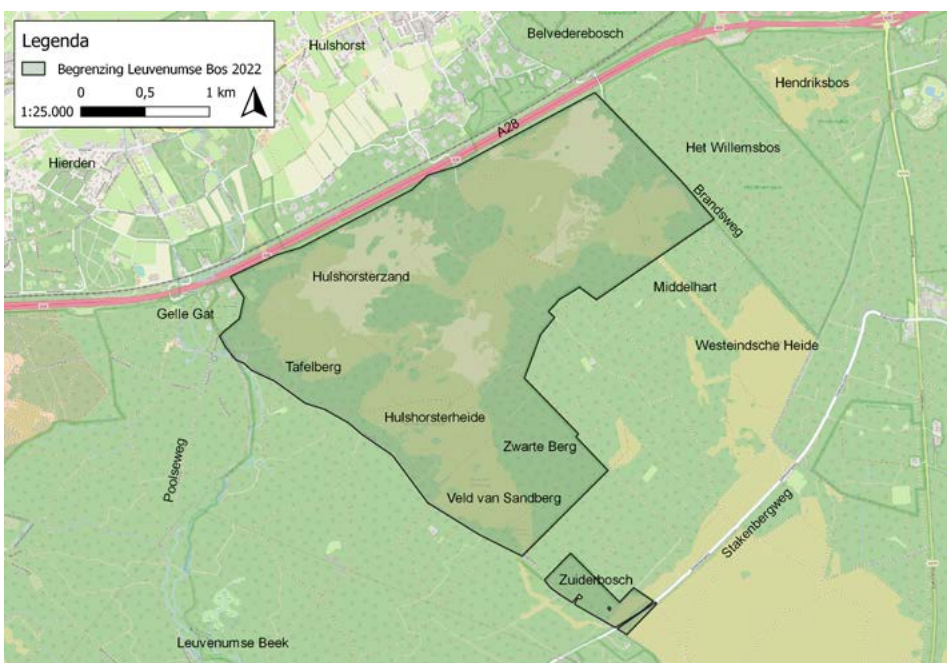 Legenda
Begrenzing Leuvenumse Bos 2022
0 0,5 1 km
1:25.000
Hulshorst
Belvederebosch
Hendriksbos
A28
Het Willemsbos
Hierden
Brandsweg
Hulshorsterzand
Middelhart
Gelle Gat
Westeindsche Heide
Tafelberg
Hulshorsterheide
Zwarte Berg
Poolseweg
Veld van Sandberg
Stakenbergweg
Zuiderbosch
Leuvenumse Beek